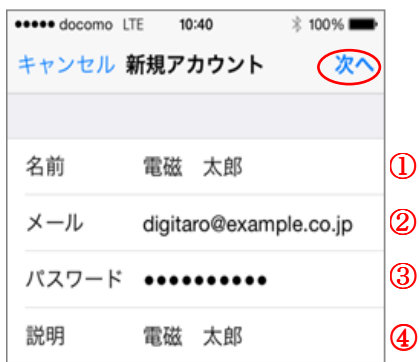 ●●●●● docomo LTE 10:40 100%
キャンセル 新規アカウント 次へ
名前 電磁 太郎 ①
メール digitaro@example.co.jp ②
パスワード ●●●●●●●●●● ③
説明 電磁 太郎 ④